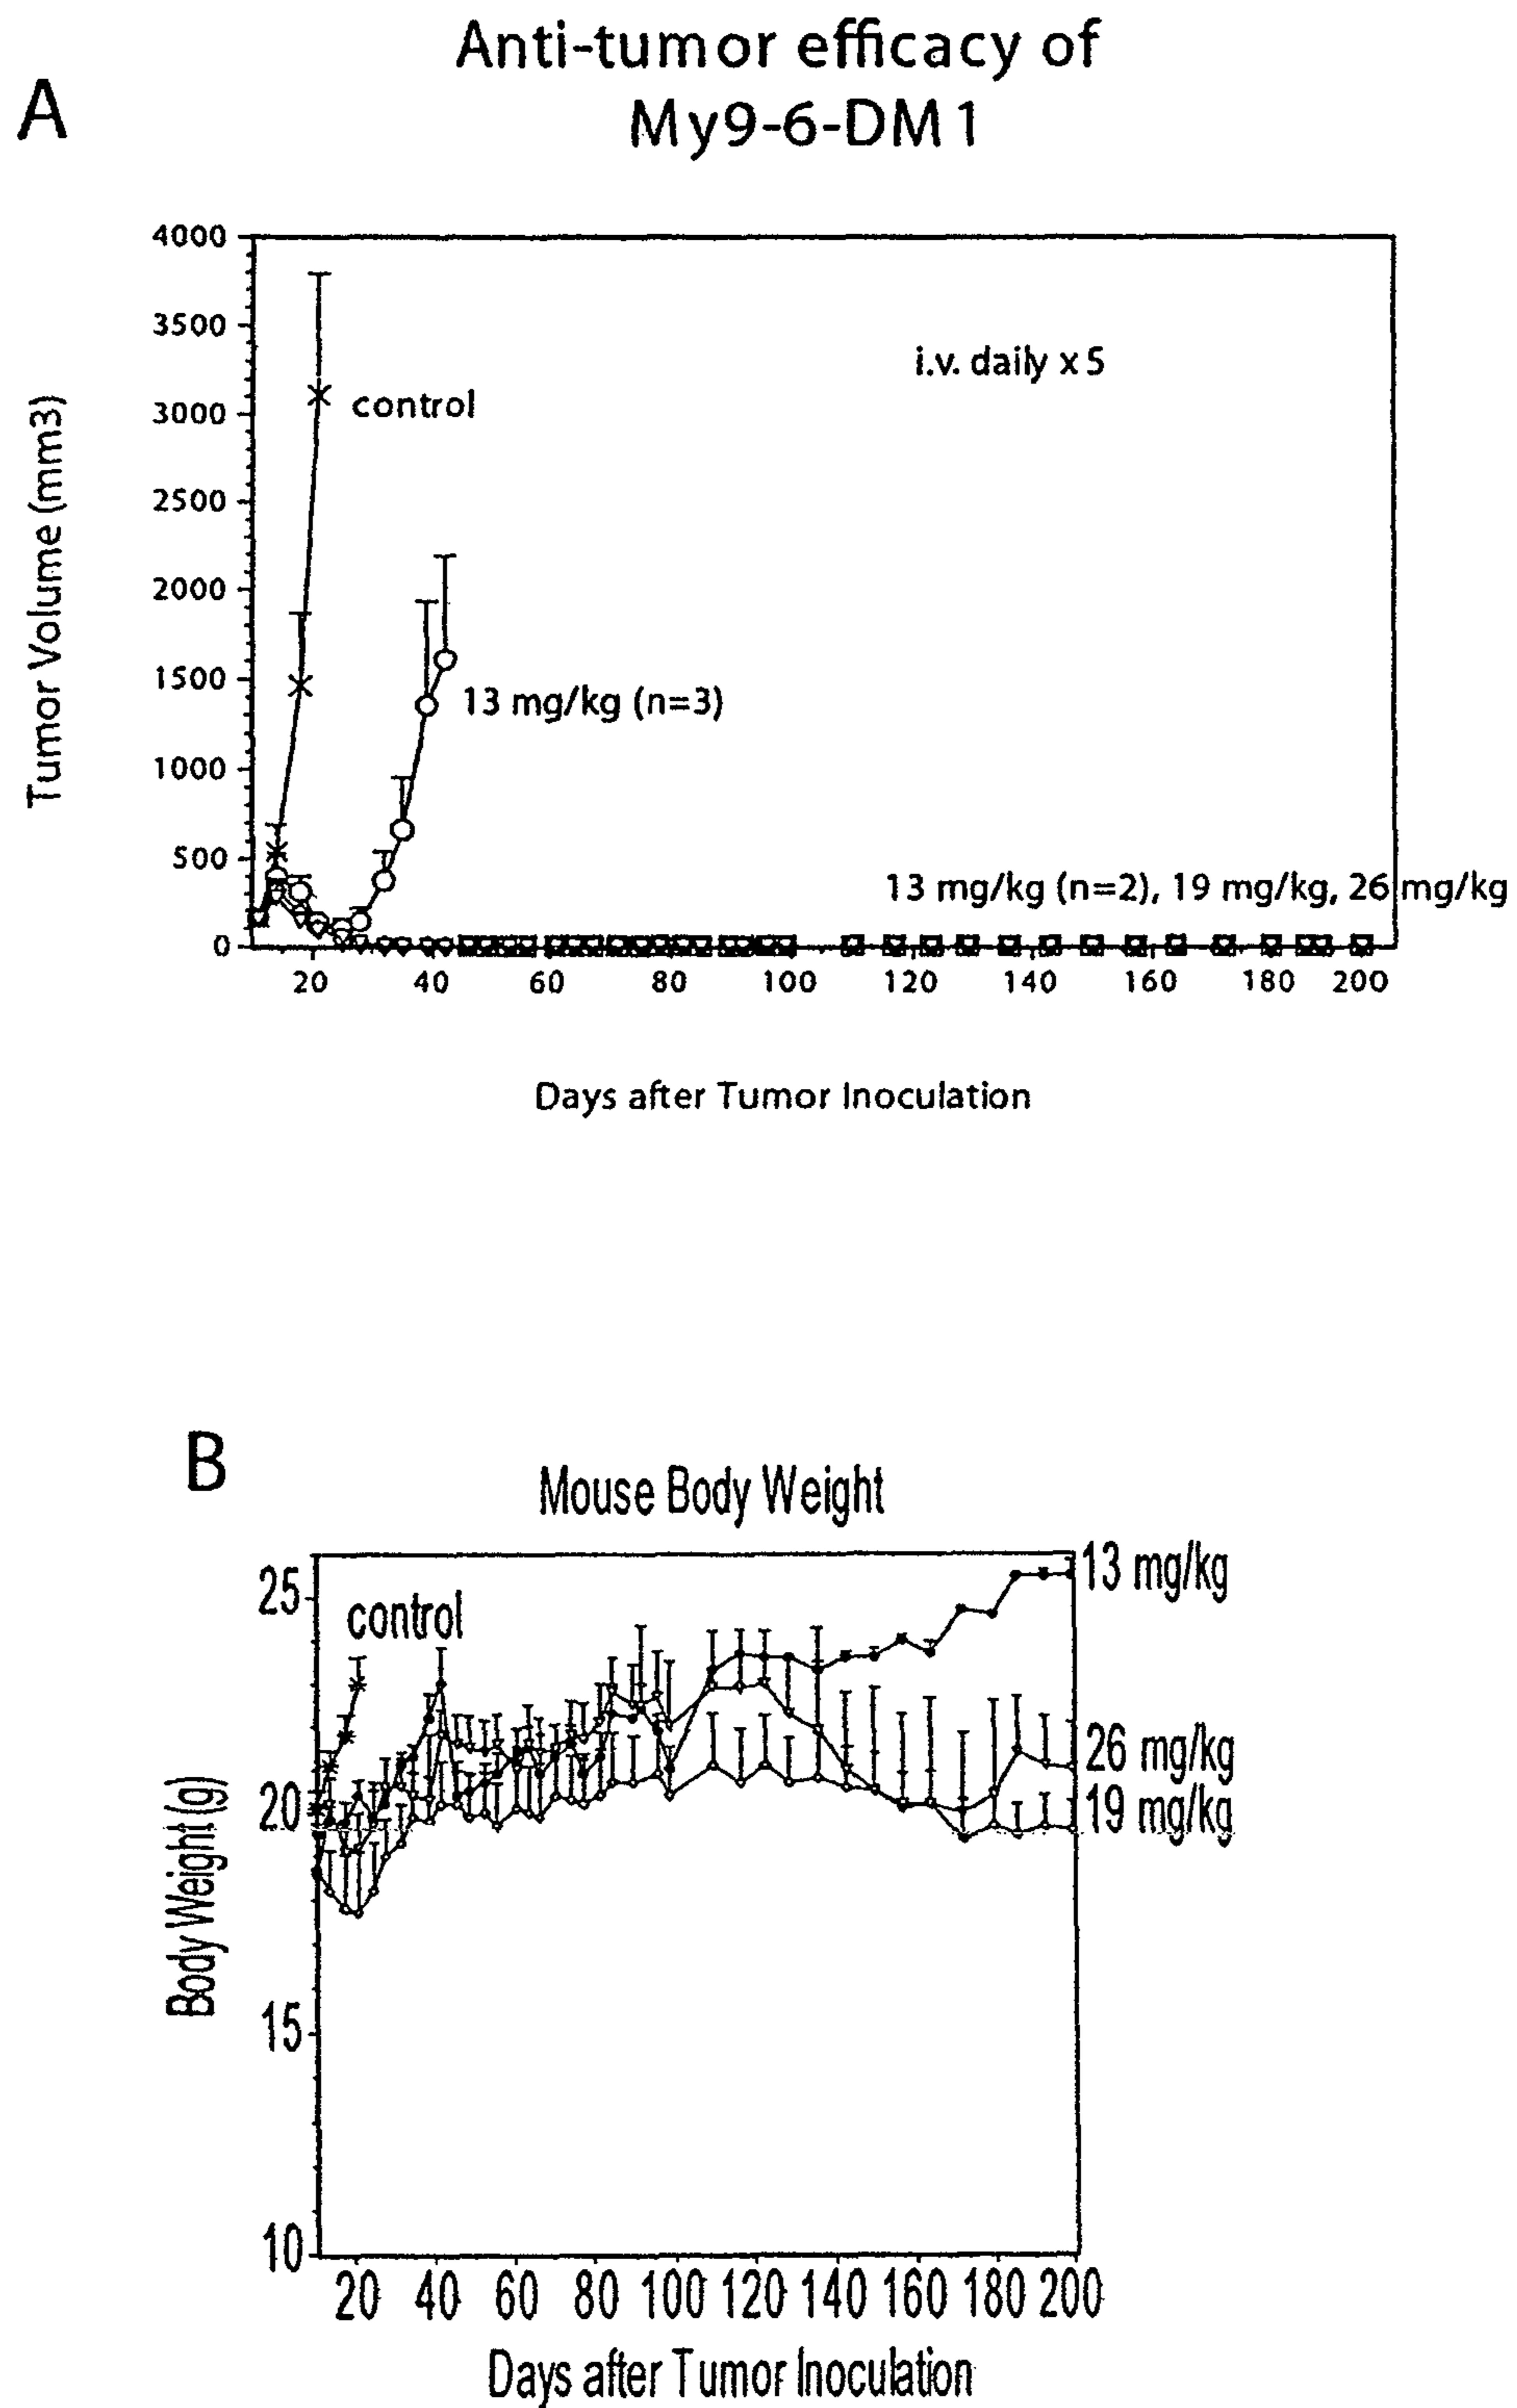 Anti-tumor efficacy of
My9-6-DM1
A
4000
3500
3000
2500
2000
1500
1000
500
0
Tumor Volume (mm3)
i.v. daily x 5
control
13 mg/kg (n=3)
13 mg/kg (n=2), 19 mg/kg, 26 mg/kg
20 40 60 80 100 120 140 160 180 200
Days after Tumor Inoculation
B
Mouse Body Weight
25
20
15
10
Body Weight (g)
control
13 mg/kg
26 mg/kg
19 mg/kg
20 40 60 80 100 120 140 160 180 200
Days after Tumor Inoculation